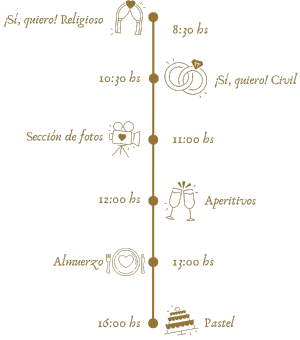 ¡Sí, quiero! Religioso
8:30 hs
10:30 hs
¡Sí, quiero! Civil
Sección de fotos
11:00 hs
12:00 hs
Aperitivos
Almuerzo
13:00 hs
16:00 hs
Pastel